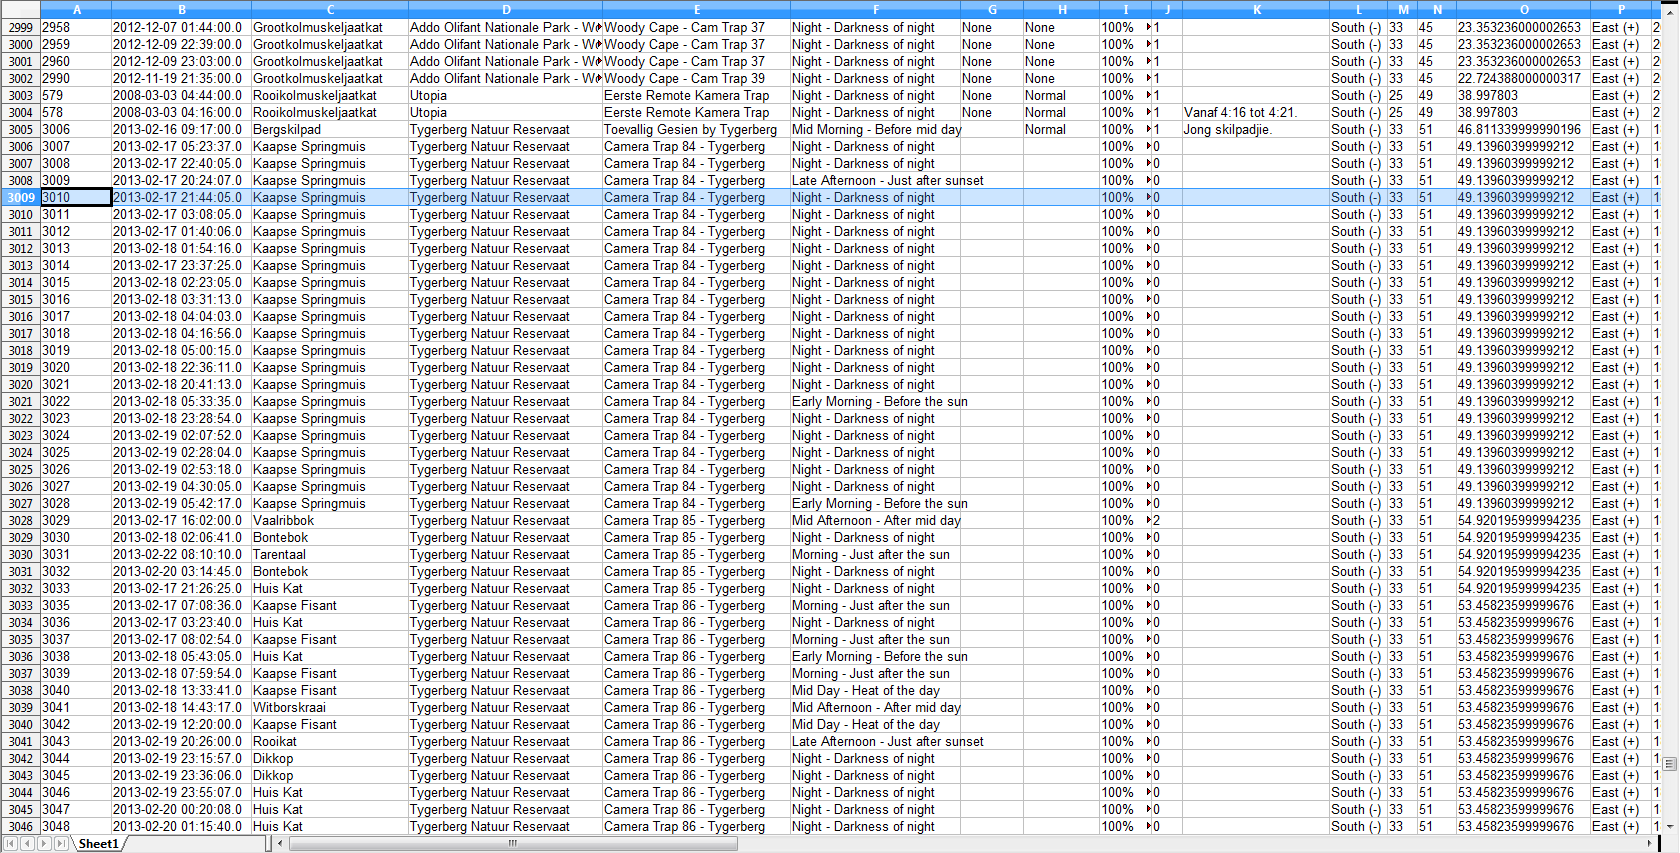 A B C D E F G H I J K L M N O P
2999 2958 2012-12-07 01:44:00.0 Grootkolmuskeljaatkat Addo Olifant Nationale Park - Wo Woody Cape - Cam Trap 37 Night - Darkness of night None None 100% 1 South (-) 33 45 23.353236000002653 East (+) 2
3000 2959 2012-12-09 22:39:00.0 Grootkolmuskeljaatkat Addo Olifant Nationale Park - Wo Woody Cape - Cam Trap 37 Night - Darkness of night None None 100% 1 South (-) 33 45 23.353236000002653 East (+) 2
3001 2960 2012-12-09 23:03:00.0 Grootkolmuskeljaatkat Addo Olifant Nationale Park - Wo Woody Cape - Cam Trap 37 Night - Darkness of night None None 100% 1 South (-) 33 45 23.353236000002653 East (+) 2
3002 2990 2012-11-19 21:35:00.0 Grootkolmuskeljaatkat Addo Olifant Nationale Park - Wo Woody Cape - Cam Trap 39 Night - Darkness of night None None 100% 1 South (-) 33 45 22.724388000000317 East (+) 2
3003 579 2008-03-03 04:44:00.0 Rooikolmuskeljaatkat Utopia Eerste Remote Kamera Trap Night - Darkness of night None Normal 100% 1 South (-) 25 49 38.997803 East (+) 2
3004 578 2008-03-03 04:16:00.0 Rooikolmuskeljaatkat Utopia Eerste Remote Kamera Trap Night - Darkness of night None Normal 100% 1 Vanaf 4:16 tot 4:21. South (-) 25 49 38.997803 East (+) 2
3005 3006 2013-02-16 09:17:00.0 Bergskilpad Tygerberg Natuur Reservaat Toevallig Gesien by Tygerberg Mid Morning - Before mid day Normal 100% 1 Jong skilpadjie. South (-) 33 51 46.811339999990196 East (+) 1
3006 3007 2013-02-17 05:23:37.0 Kaapse Springmuis Tygerberg Natuur Reservaat Camera Trap 84 - Tygerberg Night - Darkness of night 100% 0 South (-) 33 51 49.13960399999212 East (+) 1
3007 3008 2013-02-17 22:40:05.0 Kaapse Springmuis Tygerberg Natuur Reservaat Camera Trap 84 - Tygerberg Night - Darkness of night 100% 0 South (-) 33 51 49.13960399999212 East (+) 1
3008 3009 2013-02-17 20:24:07.0 Kaapse Springmuis Tygerberg Natuur Reservaat Camera Trap 84 - Tygerberg Late Afternoon - Just after sunset 100% 0 South (-) 33 51 49.13960399999212 East (+) 1
3009 3010 2013-02-17 21:44:05.0 Kaapse Springmuis Tygerberg Natuur Reservaat Camera Trap 84 - Tygerberg Night - Darkness of night 100% 0 South (-) 33 51 49.13960399999212 East (+) 1
3010 3011 2013-02-17 03:08:05.0 Kaapse Springmuis Tygerberg Natuur Reservaat Camera Trap 84 - Tygerberg Night - Darkness of night 100% 0 South (-) 33 51 49.13960399999212 East (+) 1
3011 3012 2013-02-17 01:40:06.0 Kaapse Springmuis Tygerberg Natuur Reservaat Camera Trap 84 - Tygerberg Night - Darkness of night 100% 0 South (-) 33 51 49.13960399999212 East (+) 1
3012 3013 2013-02-18 01:54:16.0 Kaapse Springmuis Tygerberg Natuur Reservaat Camera Trap 84 - Tygerberg Night - Darkness of night 100% 0 South (-) 33 51 49.13960399999212 East (+) 1
3013 3014 2013-02-17 23:37:25.0 Kaapse Springmuis Tygerberg Natuur Reservaat Camera Trap 84 - Tygerberg Night - Darkness of night 100% 0 South (-) 33 51 49.13960399999212 East (+) 1
3014 3015 2013-02-18 02:23:05.0 Kaapse Springmuis Tygerberg Natuur Reservaat Camera Trap 84 - Tygerberg Night - Darkness of night 100% 0 South (-) 33 51 49.13960399999212 East (+) 1
3015 3016 2013-02-18 03:31:13.0 Kaapse Springmuis Tygerberg Natuur Reservaat Camera Trap 84 - Tygerberg Night - Darkness of night 100% 0 South (-) 33 51 49.13960399999212 East (+) 1
3016 3017 2013-02-18 04:04:03.0 Kaapse Springmuis Tygerberg Natuur Reservaat Camera Trap 84 - Tygerberg Night - Darkness of night 100% 0 South (-) 33 51 49.13960399999212 East (+) 1
3017 3018 2013-02-18 04:16:56.0 Kaapse Springmuis Tygerberg Natuur Reservaat Camera Trap 84 - Tygerberg Night - Darkness of night 100% 0 South (-) 33 51 49.13960399999212 East (+) 1
3018 3019 2013-02-18 05:00:15.0 Kaapse Springmuis Tygerberg Natuur Reservaat Camera Trap 84 - Tygerberg Night - Darkness of night 100% 0 South (-) 33 51 49.13960399999212 East (+) 1
3019 3020 2013-02-18 22:36:11.0 Kaapse Springmuis Tygerberg Natuur Reservaat Camera Trap 84 - Tygerberg Night - Darkness of night 100% 0 South (-) 33 51 49.13960399999212 East (+) 1
3020 3021 2013-02-18 20:41:13.0 Kaapse Springmuis Tygerberg Natuur Reservaat Camera Trap 84 - Tygerberg Night - Darkness of night 100% 0 South (-) 33 51 49.13960399999212 East (+) 1
3021 3022 2013-02-18 05:33:35.0 Kaapse Springmuis Tygerberg Natuur Reservaat Camera Trap 84 - Tygerberg Early Morning - Before the sun 100% 0 South (-) 33 51 49.13960399999212 East (+) 1
3022 3023 2013-02-18 23:28:54.0 Kaapse Springmuis Tygerberg Natuur Reservaat Camera Trap 84 - Tygerberg Night - Darkness of night 100% 0 South (-) 33 51 49.13960399999212 East (+) 1
3023 3024 2013-02-19 02:07:52.0 Kaapse Springmuis Tygerberg Natuur Reservaat Camera Trap 84 - Tygerberg Night - Darkness of night 100% 0 South (-) 33 51 49.13960399999212 East (+) 1
3024 3025 2013-02-19 02:28:04.0 Kaapse Springmuis Tygerberg Natuur Reservaat Camera Trap 84 - Tygerberg Night - Darkness of night 100% 0 South (-) 33 51 49.13960399999212 East (+) 1
3025 3026 2013-02-19 02:53:18.0 Kaapse Springmuis Tygerberg Natuur Reservaat Camera Trap 84 - Tygerberg Night - Darkness of night 100% 0 South (-) 33 51 49.13960399999212 East (+) 1
3026 3027 2013-02-19 04:30:05.0 Kaapse Springmuis Tygerberg Natuur Reservaat Camera Trap 84 - Tygerberg Night - Darkness of night 100% 0 South (-) 33 51 49.13960399999212 East (+) 1
3027 3028 2013-02-19 05:42:17.0 Kaapse Springmuis Tygerberg Natuur Reservaat Camera Trap 84 - Tygerberg Early Morning - Before the sun 100% 0 South (-) 33 51 49.13960399999212 East (+) 1
3028 3029 2013-02-17 16:02:00.0 Vaalribbok Tygerberg Natuur Reservaat Camera Trap 85 - Tygerberg Mid Afternoon - After mid day 100% 2 South (-) 33 51 54.920195999994235 East (+) 1
3029 3030 2013-02-18 02:06:41.0 Bontebok Tygerberg Natuur Reservaat Camera Trap 85 - Tygerberg Night - Darkness of night 100% 0 South (-) 33 51 54.920195999994235 East (+) 1
3030 3031 2013-02-22 08:10:10.0 Tarentaal Tygerberg Natuur Reservaat Camera Trap 85 - Tygerberg Morning - Just after the sun 100% 0 South (-) 33 51 54.920195999994235 East (+) 1
3031 3032 2013-02-20 03:14:45.0 Bontebok Tygerberg Natuur Reservaat Camera Trap 85 - Tygerberg Night - Darkness of night 100% 0 South (-) 33 51 54.920195999994235 East (+) 1
3032 3033 2013-02-17 21:26:25.0 Huis Kat Tygerberg Natuur Reservaat Camera Trap 85 - Tygerberg Night - Darkness of night 100% 0 South (-) 33 51 54.920195999994235 East (+) 1
3033 3035 2013-02-17 07:08:36.0 Kaapse Fisant Tygerberg Natuur Reservaat Camera Trap 86 - Tygerberg Morning - Just after the sun 100% 0 South (-) 33 51 53.45823599999676 East (+) 1
3034 3036 2013-02-17 03:23:40.0 Huis Kat Tygerberg Natuur Reservaat Camera Trap 86 - Tygerberg Night - Darkness of night 100% 0 South (-) 33 51 53.45823599999676 East (+) 1
3035 3037 2013-02-17 08:02:54.0 Kaapse Fisant Tygerberg Natuur Reservaat Camera Trap 86 - Tygerberg Morning - Just after the sun 100% 0 South (-) 33 51 53.45823599999676 East (+) 1
3036 3038 2013-02-18 05:43:05.0 Huis Kat Tygerberg Natuur Reservaat Camera Trap 86 - Tygerberg Early Morning - Before the sun 100% 0 South (-) 33 51 53.45823599999676 East (+) 1
3037 3039 2013-02-18 07:59:54.0 Kaapse Fisant Tygerberg Natuur Reservaat Camera Trap 86 - Tygerberg Morning - Just after the sun 100% 0 South (-) 33 51 53.45823599999676 East (+) 1
3038 3040 2013-02-18 13:33:41.0 Kaapse Fisant Tygerberg Natuur Reservaat Camera Trap 86 - Tygerberg Mid Day - Heat of the day 100% 0 South (-) 33 51 53.45823599999676 East (+) 1
3039 3041 2013-02-18 14:43:17.0 Witborskraai Tygerberg Natuur Reservaat Camera Trap 86 - Tygerberg Mid Afternoon - After mid day 100% 0 South (-) 33 51 53.45823599999676 East (+) 1
3040 3042 2013-02-19 12:20:00.0 Kaapse Fisant Tygerberg Natuur Reservaat Camera Trap 86 - Tygerberg Mid Day - Heat of the day 100% 0 South (-) 33 51 53.45823599999676 East (+) 1
3041 3043 2013-02-19 20:26:00.0 Rooikat Tygerberg Natuur Reservaat Camera Trap 86 - Tygerberg Late Afternoon - Just after sunset 100% 0 South (-) 33 51 53.45823599999676 East (+) 1
3042 3044 2013-02-19 23:15:57.0 Dikkop Tygerberg Natuur Reservaat Camera Trap 86 - Tygerberg Night - Darkness of night 100% 0 South (-) 33 51 53.45823599999676 East (+) 1
3043 3045 2013-02-19 23:36:06.0 Dikkop Tygerberg Natuur Reservaat Camera Trap 86 - Tygerberg Night - Darkness of night 100% 0 South (-) 33 51 53.45823599999676 East (+) 1
3044 3046 2013-02-19 23:55:07.0 Huis Kat Tygerberg Natuur Reservaat Camera Trap 86 - Tygerberg Night - Darkness of night 100% 0 South (-) 33 51 53.45823599999676 East (+) 1
3045 3047 2013-02-20 00:20:08.0 Huis Kat Tygerberg Natuur Reservaat Camera Trap 86 - Tygerberg Night - Darkness of night 100% 0 South (-) 33 51 53.45823599999676 East (+) 1
3046 3048 2013-02-20 01:15:40.0 Huis Kat Tygerberg Natuur Reservaat Camera Trap 86 - Tygerberg Night - Darkness of night 100% 0 South (-) 33 51 53.45823599999676 East (+) 1
Sheet1